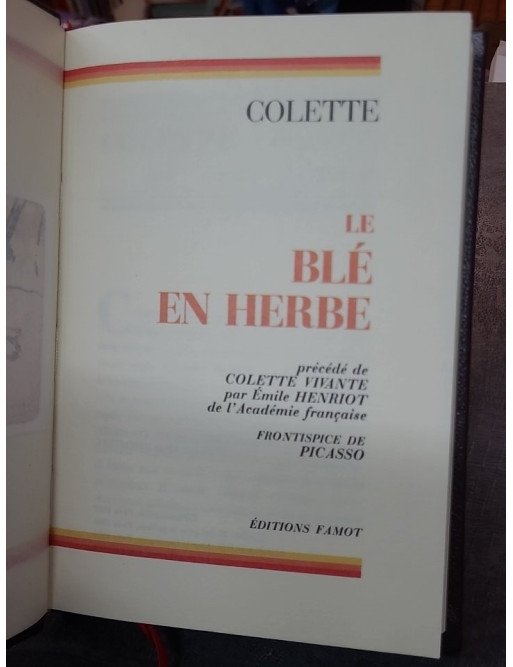 COLETTE
LE
BLÉ
EN HERBE
précédé de
COLETTE VIVANTE
par Émile HENRIOT
de l'Académie française
FRONTISPICE DE
PICASSO
ÉDITIONS FAMOT